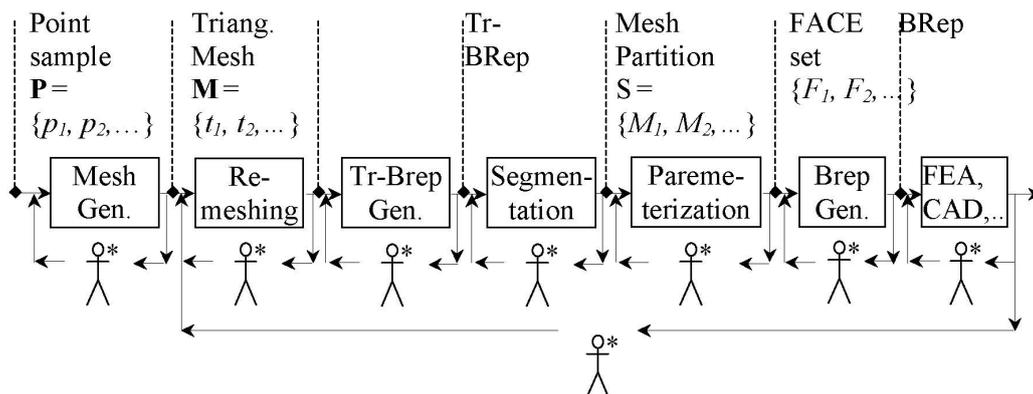 Point
sample
P =
{p1, p2,... }
Triang.
Mesh
M =
{t1, t2,... }
Tr-
BRep
Mesh
Partition
S =
{M1, M2,... }
FACE
set
{F1, F2,... }
BRep
Mesh
Gen.
Re-
meshing
Tr-Brep
Gen.
Segmen-
tation
Pareme-
terization
Brep
Gen.
FEA,
CAD,..
*
*
*
*
*
*
*
*